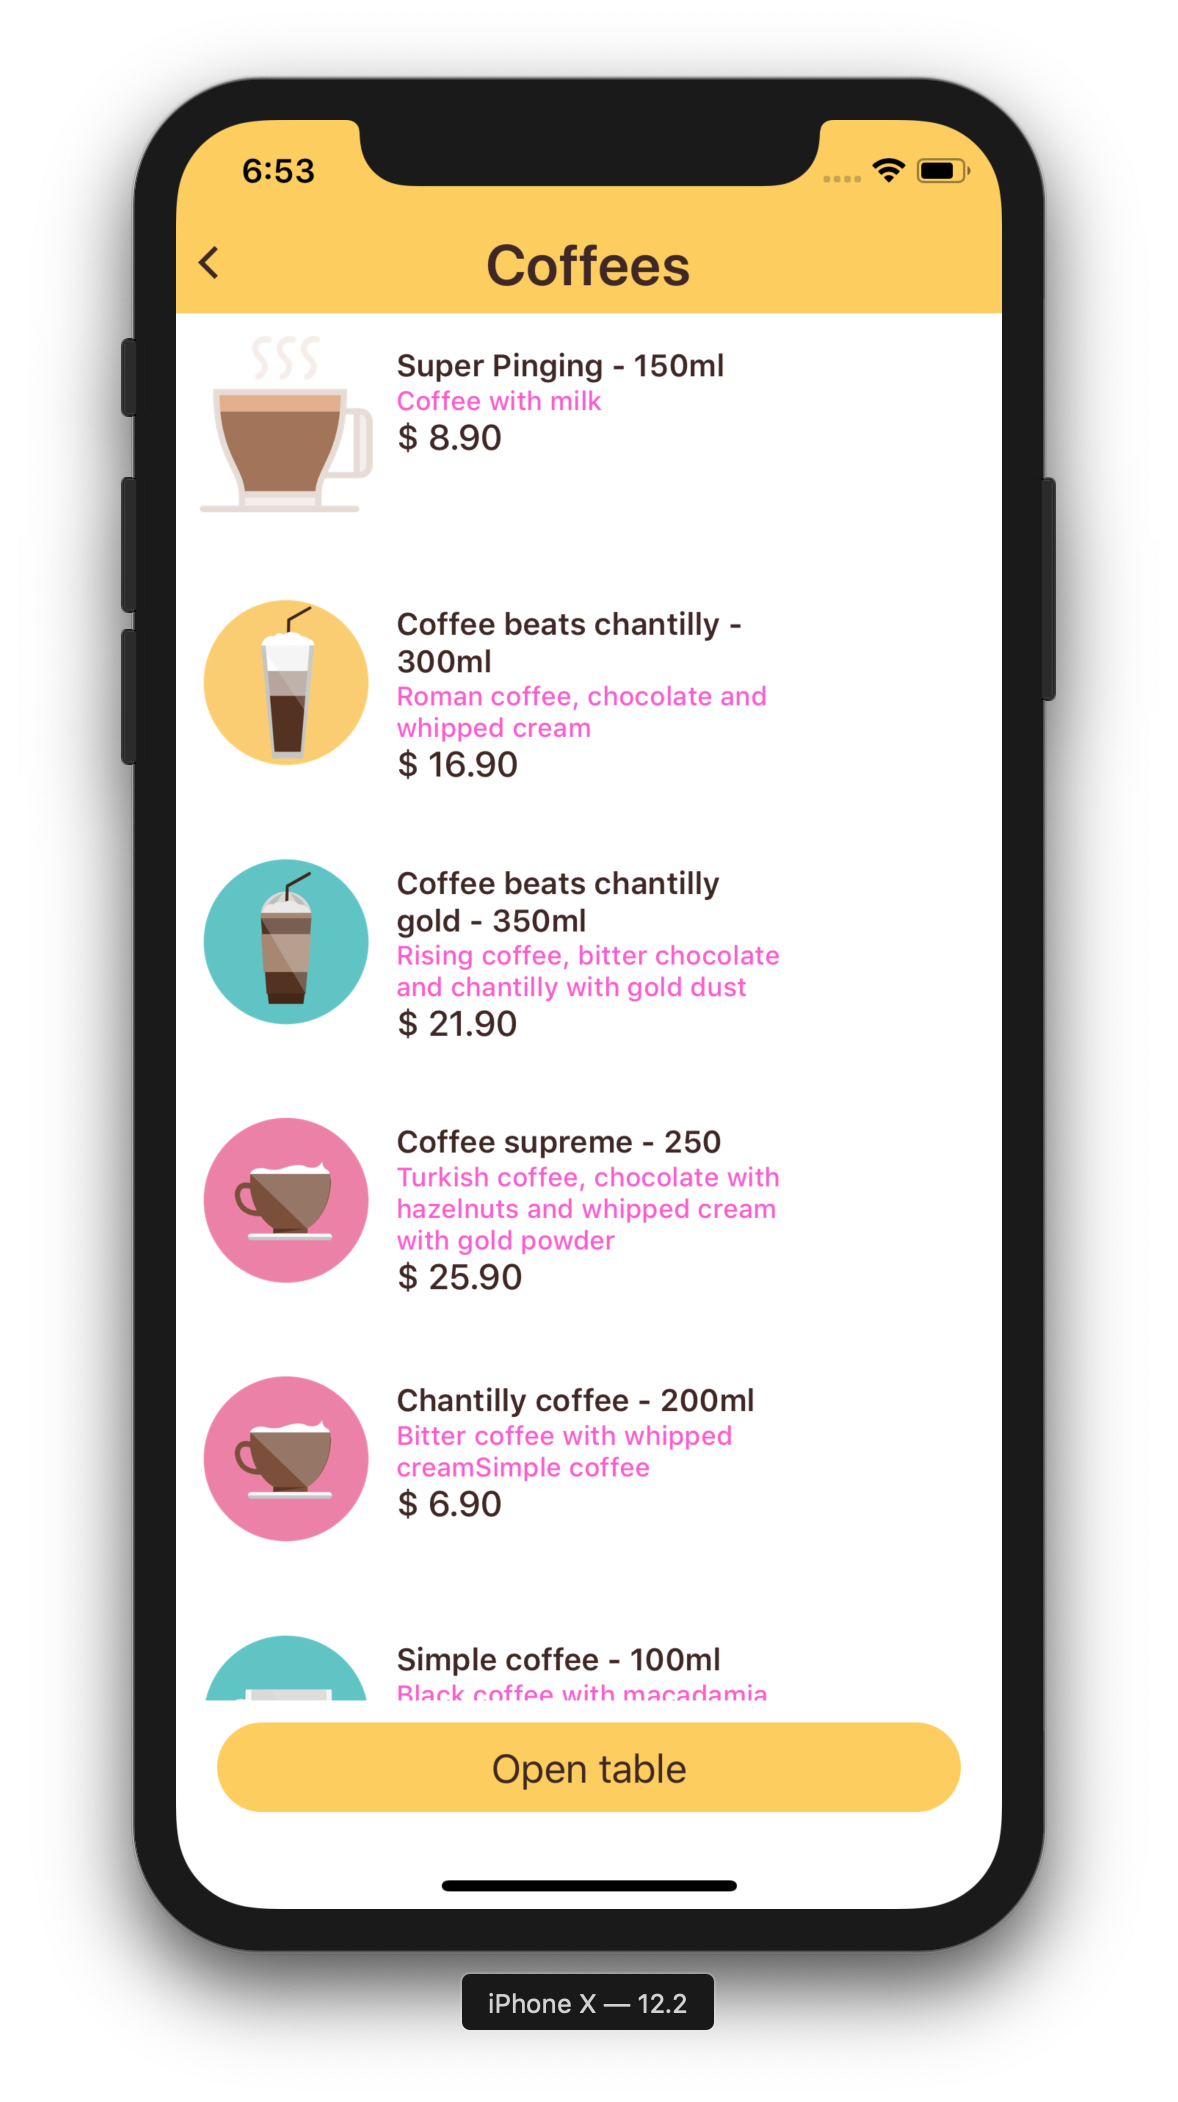 6:53
Coffees
Super Pinging - 150ml
Coffee with milk
$ 8.90
Coffee beats chantilly -
300ml
Roman coffee, chocolate and
whipped cream
$ 16.90
Coffee beats chantilly
gold - 350ml
Rising coffee, bitter chocolate
and chantilly with gold dust
$ 21.90
Coffee supreme - 250
Turkish coffee, chocolate with
hazelnuts and whipped cream
with gold powder
$ 25.90
Chantilly coffee - 200ml
Bitter coffee with whipped
creamSimple coffee
$ 6.90
Simple coffee - 100ml
Black coffee with macadamia
Open table
iPhone X — 12.2